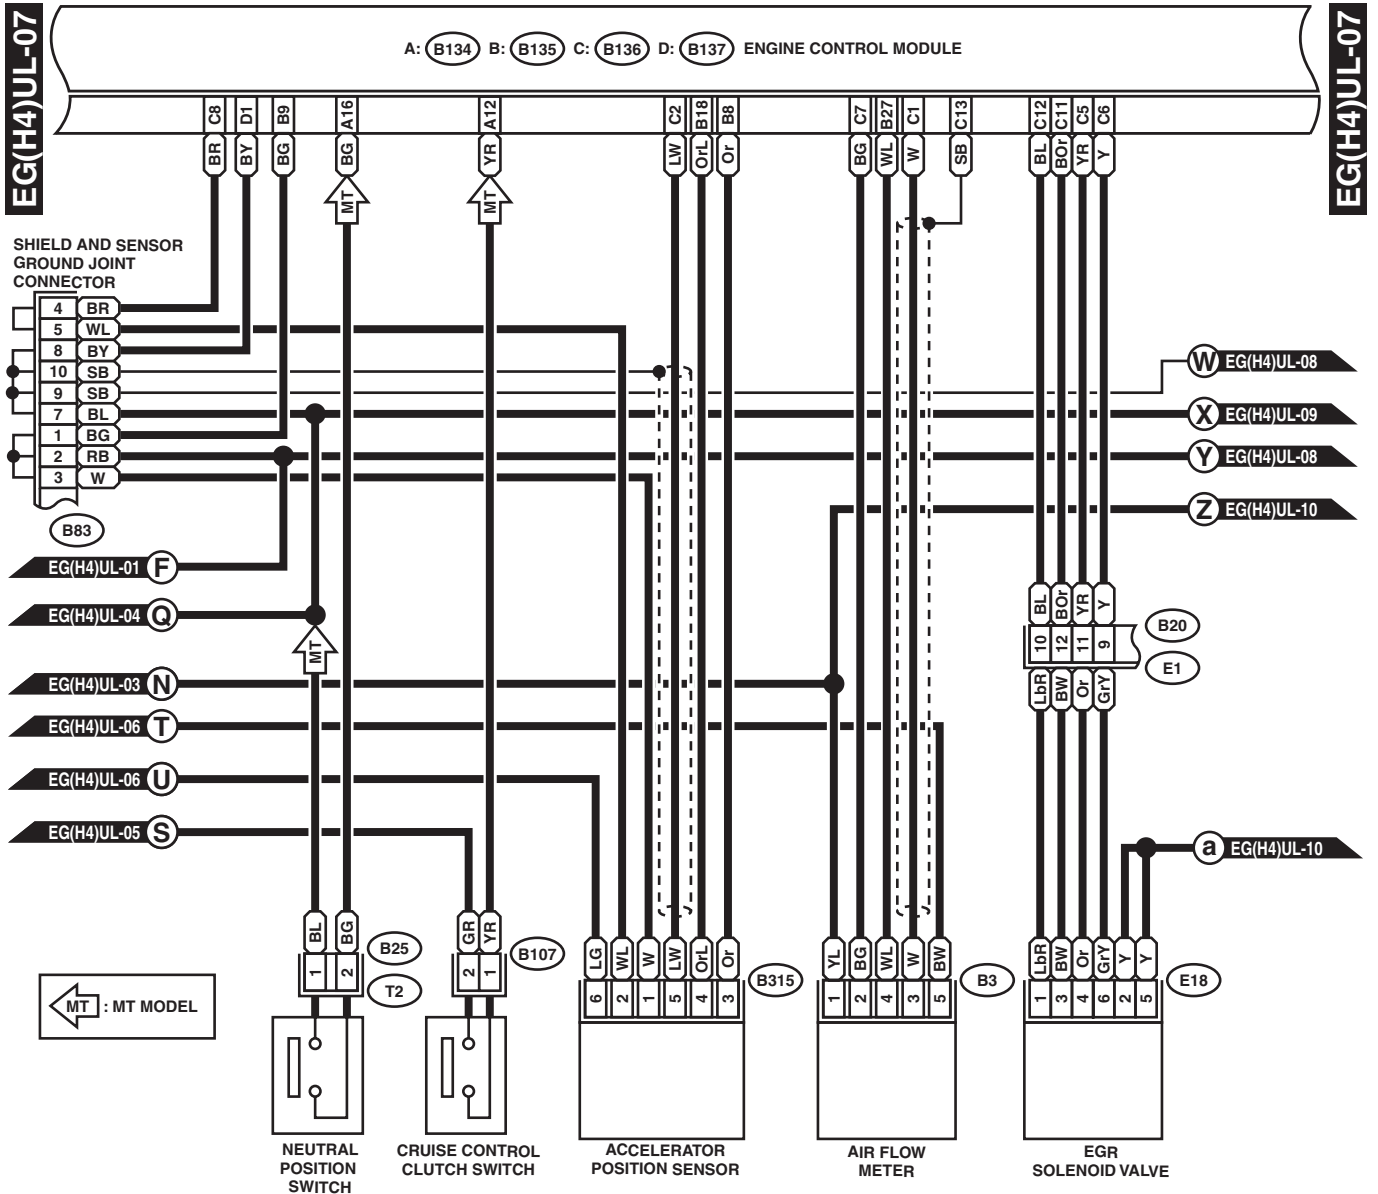 EG(H4)UL-07
EG(H4)UL-07
A: B134 B: B135 C: B136 D: B137 ENGINE CONTROL MODULE
C8 D1 B9 A16 A12 C2 B18 B8 C7 B27 C1 C13 C12 C11 C5 C6
BR BY BG BG YR LW OrL Or BG WL W SB BL BOr YR Y
MT MT
SHIELD AND SENSOR
GROUND JOINT
CONNECTOR
4 BR
5 WL
8 BY
10 SB
9 SB
7 BL
1 BG
2 RB
3 W
B83
W EG(H4)UL-08
X EG(H4)UL-09
Y EG(H4)UL-08
Z EG(H4)UL-10
EG(H4)UL-01 F
EG(H4)UL-04 Q
MT
EG(H4)UL-03 N
EG(H4)UL-06 T
EG(H4)UL-06 U
EG(H4)UL-05 S
BL BOr YR Y
10 12 11 9
B20
E1
LbR BW Or GrY
a EG(H4)UL-10
BL BG
1 2
B25
T2
GR YR
2 1
B107
LG WL W LW OrL Or
6 2 1 5 4 3
B315
YL BG WL W BW
1 2 4 3 5
B3
LbR BW Or GrY Y Y
1 3 4 6 2 5
E18
MT : MT MODEL
NEUTRAL
POSITION
SWITCH
CRUISE CONTROL
CLUTCH SWITCH
ACCELERATOR
POSITION SENSOR
AIR FLOW
METER
EGR
SOLENOID VALVE